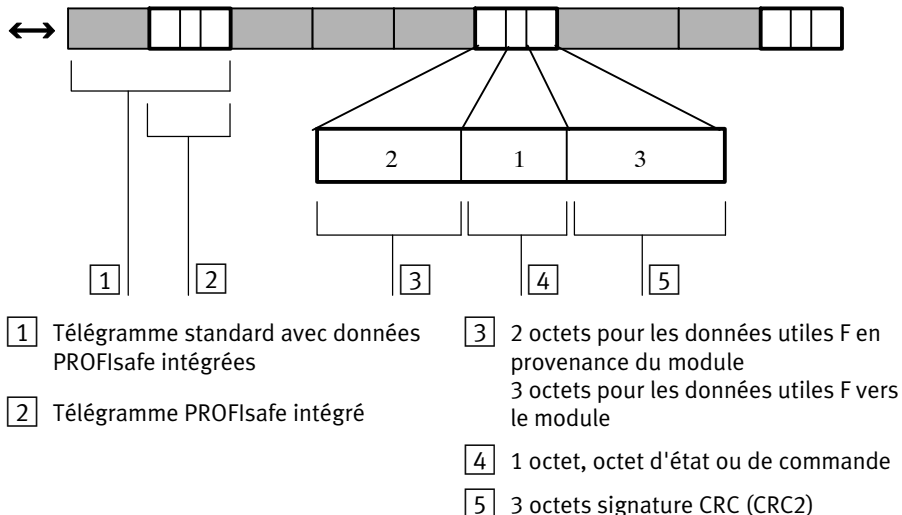 2 1 3
1 2 3 4 5
1 Télégramme standard avec données
PROFIsafe intégrées
2 Télégramme PROFIsafe intégré
3 2 octets pour les données utiles F en
provenance du module
3 octets pour les données utiles F vers
le module
4 1 octet, octet d'état ou de commande
5 3 octets signature CRC (CRC2)